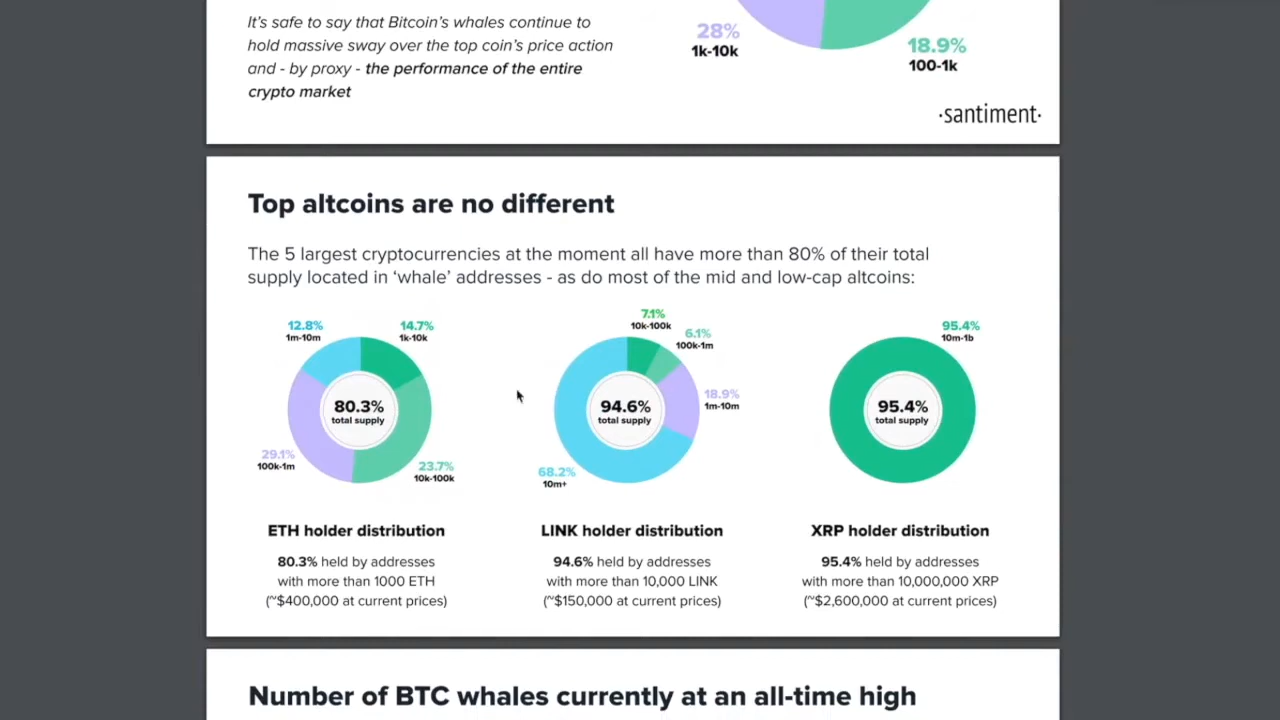 It's safe to say that Bitcoin's whales continue to
hold massive sway over the top coin's price action
and - by proxy - the performance of the entire
crypto market
28%
1k-10k
18.9%
100-1k
·santiment·
Top altcoins are no different
The 5 largest cryptocurrencies at the moment all have more than 80% of their total
supply located in ‘whale’ addresses - as do most of the mid and low-cap altcoins:
12.8%
1m-10m
14.7%
1k-10k
80.3%
total supply
29.1%
100k-1m
23.7%
10k-100k
ETH holder distribution
80.3% held by addresses
with more than 1000 ETH
(~$400,000 at current prices)
7.1%
10k-100k
6.1%
100k-1m
18.9%
1m-10m
94.6%
total supply
68.2%
10m+
LINK holder distribution
94.6% held by addresses
with more than 10,000 LINK
(~$150,000 at current prices)
95.4%
10m-1b
95.4%
total supply
XRP holder distribution
95.4% held by addresses
with more than 10,000,000 XRP
(~$2,600,000 at current prices)
Number of BTC whales currently at an all-time high